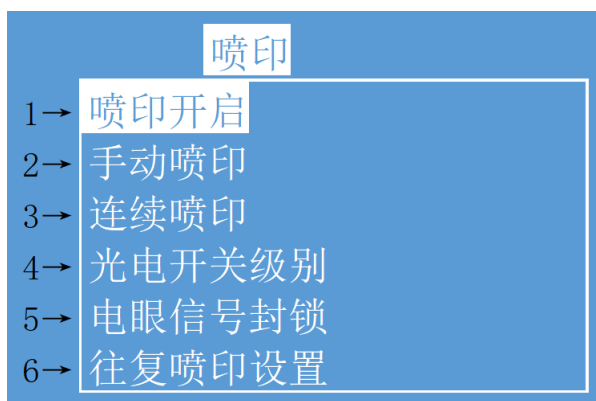 喷印
1→ 喷印开启
2→ 手动喷印
3→ 连续喷印
4→ 光电开关级别
5→ 电眼信号封锁
6→ 往复喷印设置